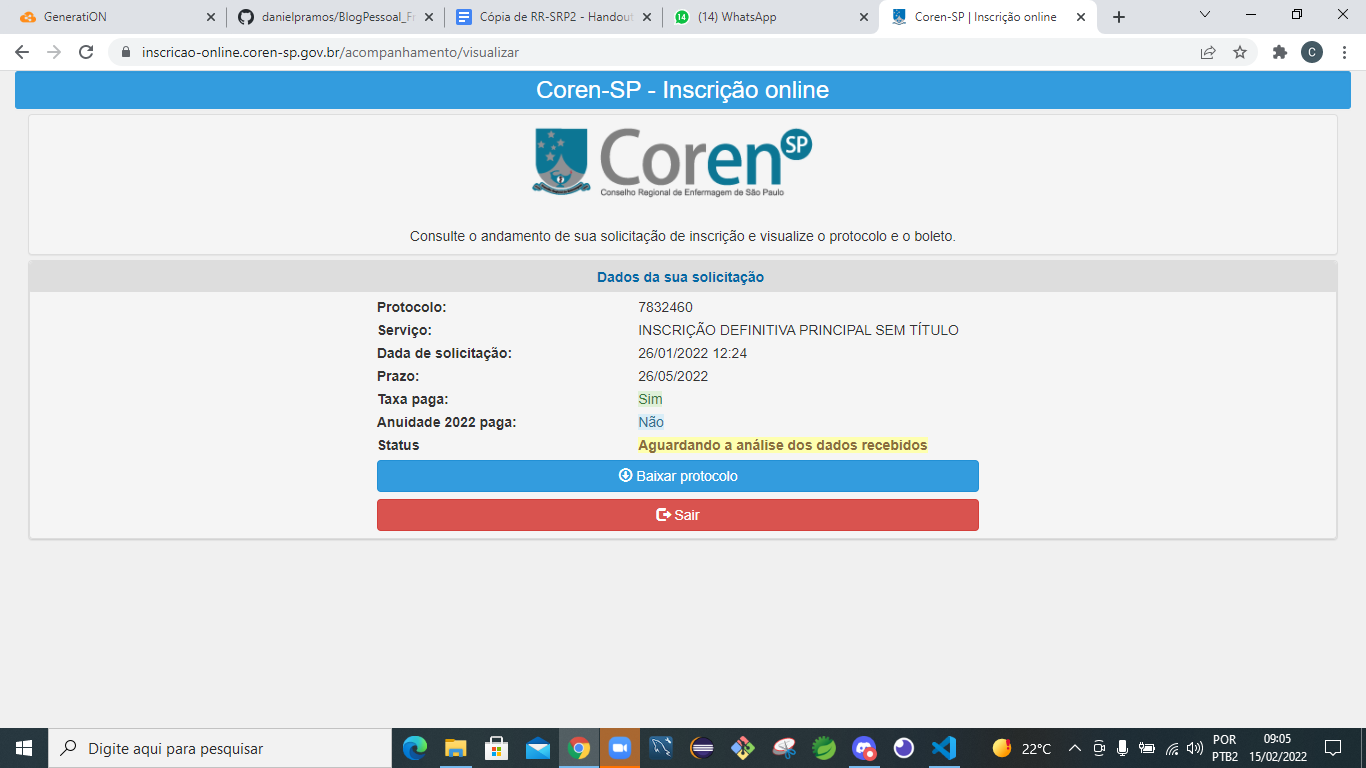 GeneratiON
danielpramos/BlogPessoal_Fr
Cópia de RR-SRP2 - Handout
(14) WhatsApp
Coren-SP | Inscrição online
inscricao-online.coren-sp.gov.br/acompanhamento/visualizar
C
Coren-SP - Inscrição online
Coren SP
Conselho Regional de Enfermagem de São Paulo
Consulte o andamento de sua solicitação de inscrição e visualize o protocolo e o boleto.
Dados da sua solicitação
Protocolo: 7832460
Serviço: INSCRIÇÃO DEFINITIVA PRINCIPAL SEM TÍTULO
Dada de solicitação: 26/01/2022 12:24
Prazo: 26/05/2022
Taxa paga: Sim
Anuidade 2022 paga: Não
Status Aguardando a análise dos dados recebidos
Baixar protocolo
Sair
Digite aqui para pesquisar
22°C
POR
PTB2
09:05
15/02/2022